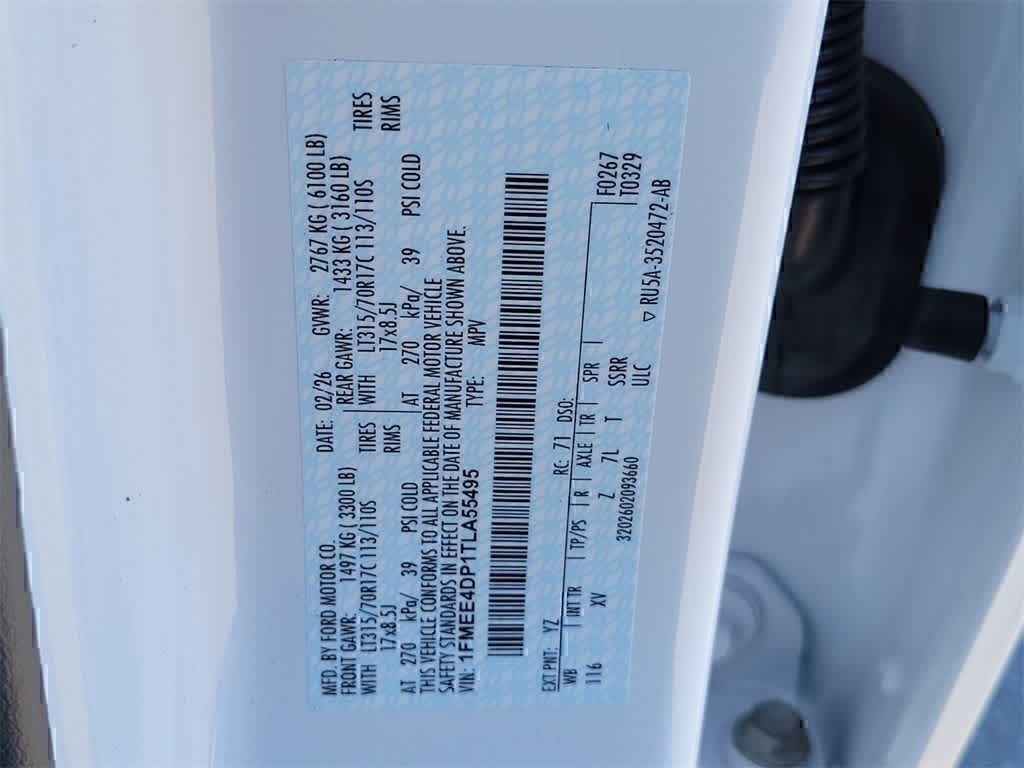 MFD. BY FORD MOTOR CO. DATE: 02/26 GVWR: 2767 KG ( 6100 LB)
FRONT GAWR: 1497 KG ( 3300 LB) REAR GAWR: 1433 KG ( 3160 LB)
WITH LT315/70R17C 113/110S TIRES WITH LT315/70R17C 113/110S TIRES
17x8.5J RIMS 17x8.5J RIMS
AT 270 kPa/ 39 PSI COLD AT 270 kPa/ 39 PSI COLD
THIS VEHICLE CONFORMS TO ALL APPLICABLE FEDERAL MOTOR VEHICLE
SAFETY STANDARDS IN EFFECT ON THE DATE OF MANUFACTURE SHOWN ABOVE.
VIN: 1FMEE4DP1TLA55495 TYPE: MPV
EXT PNT: YZ RC: 71 DSO: F0267
WB INT TR TP/PS R AXLE TR SPR T0329
116 XV Z 7L T SSRR
3202602093660 ULC
▽ RU5A-3520472-AB